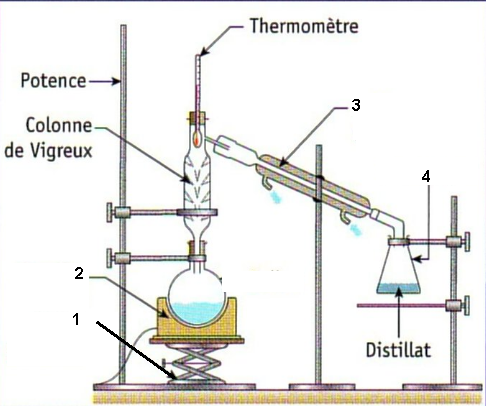 Thermomètre
Potence
3
Colonne
de Vigreux
4
2
1
Distillat